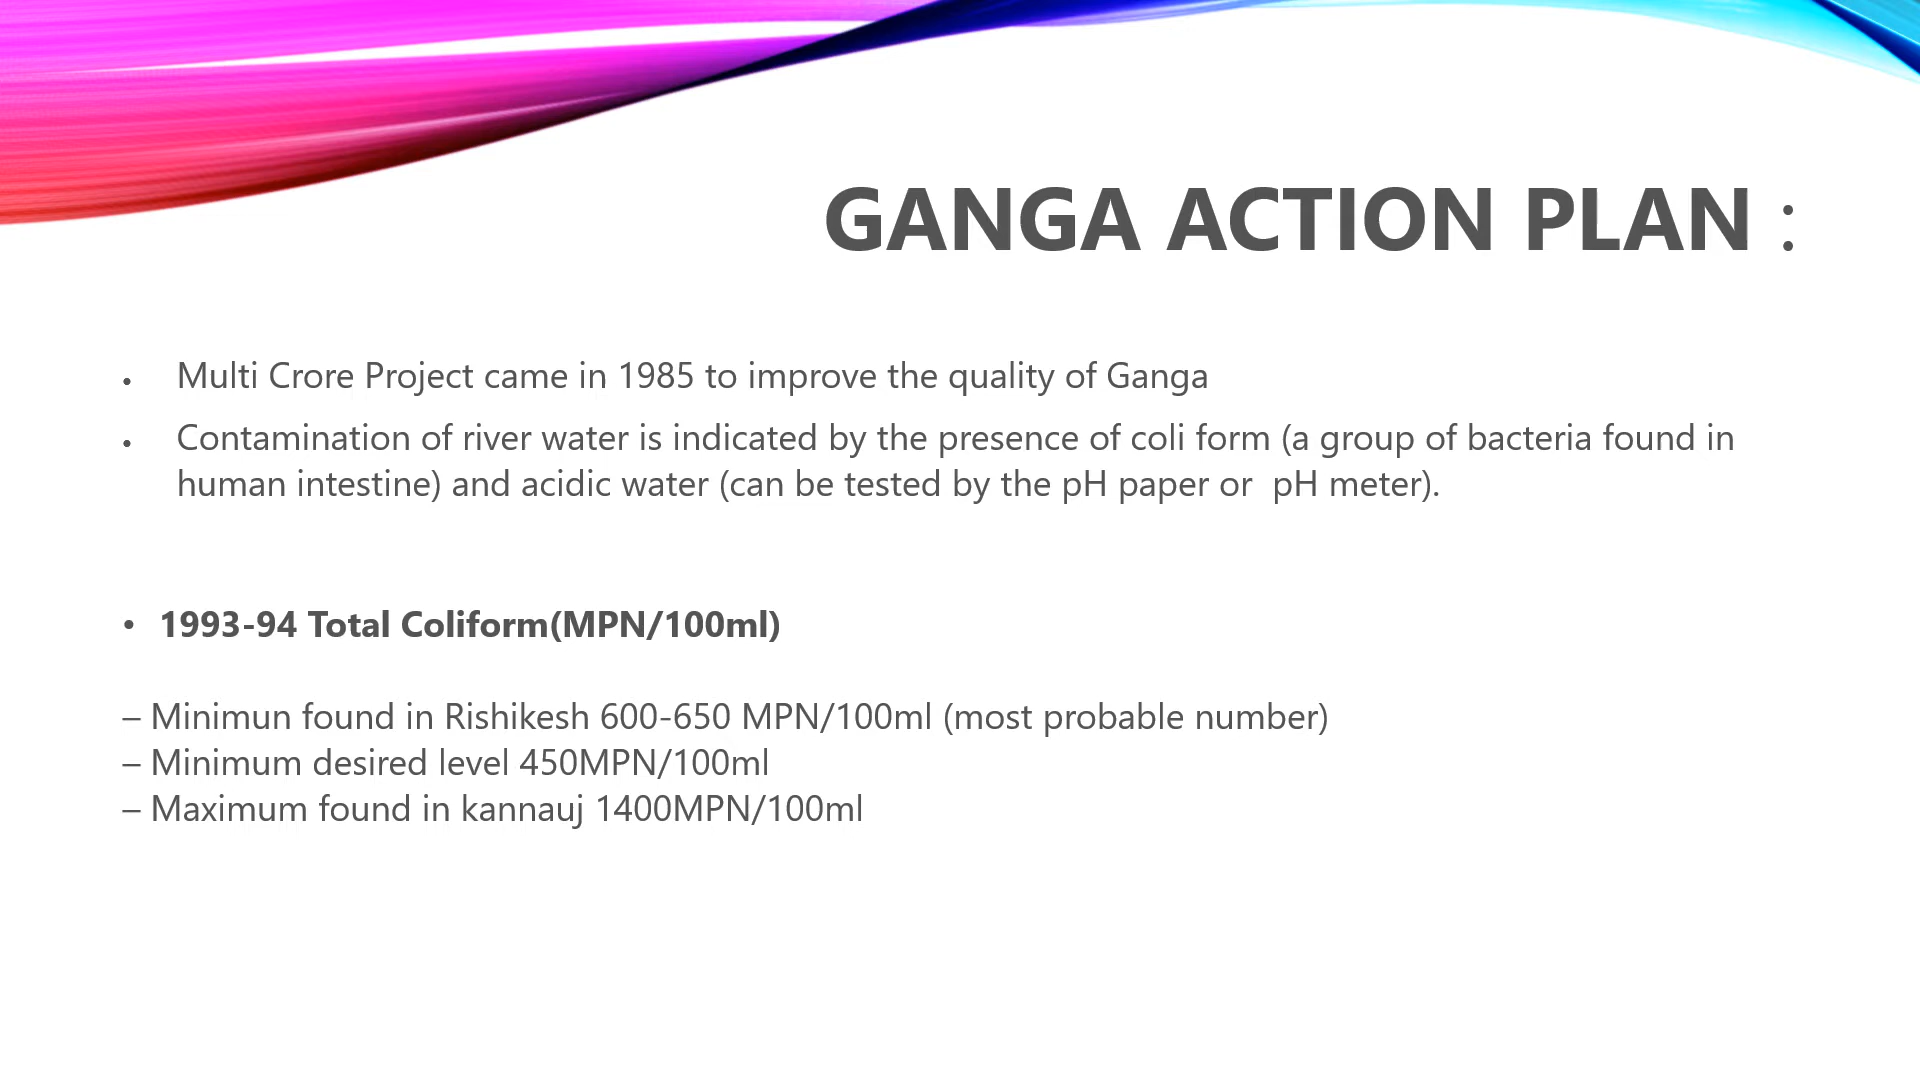 GANGA ACTION PLAN :
• Multi Crore Project came in 1985 to improve the quality of Ganga
• Contamination of river water is indicated by the presence of coli form (a group of bacteria found in
human intestine) and acidic water (can be tested by the pH paper or  pH meter).
• 1993-94 Total Coliform(MPN/100ml)
– Minimun found in Rishikesh 600-650 MPN/100ml (most probable number)
– Minimum desired level 450MPN/100ml
– Maximum found in kannauj 1400MPN/100ml